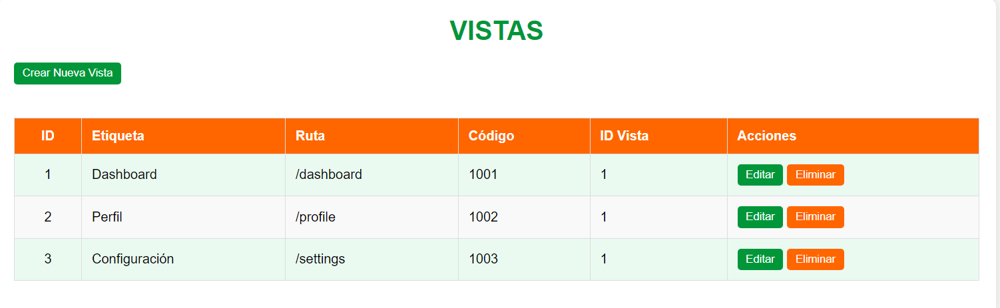 VISTAS
Crear Nueva Vista
ID Etiqueta Ruta Código ID Vista Acciones
1 Dashboard /dashboard 1001 1 Editar Eliminar
2 Perfil /profile 1002 1 Editar Eliminar
3 Configuración /settings 1003 1 Editar Eliminar